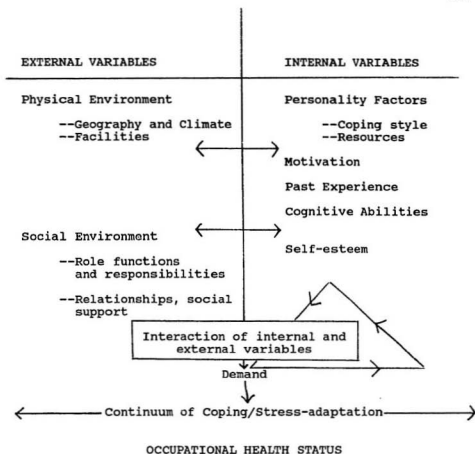 EXTERNAL VARIABLES
Physical Environment
--Geography and Climate
--Facilities
Social Environment
--Role functions
and responsibilities
--Relationships, social
support
INTERNAL VARIABLES
Personality Factors
--Coping style
--Resources
Motivation
Past Experience
Cognitive Abilities
Self-esteem
Interaction of internal and
external variables
Demand
Continuum of Coping/Stress-adaptation
OCCUPATIONAL HEALTH STATUS